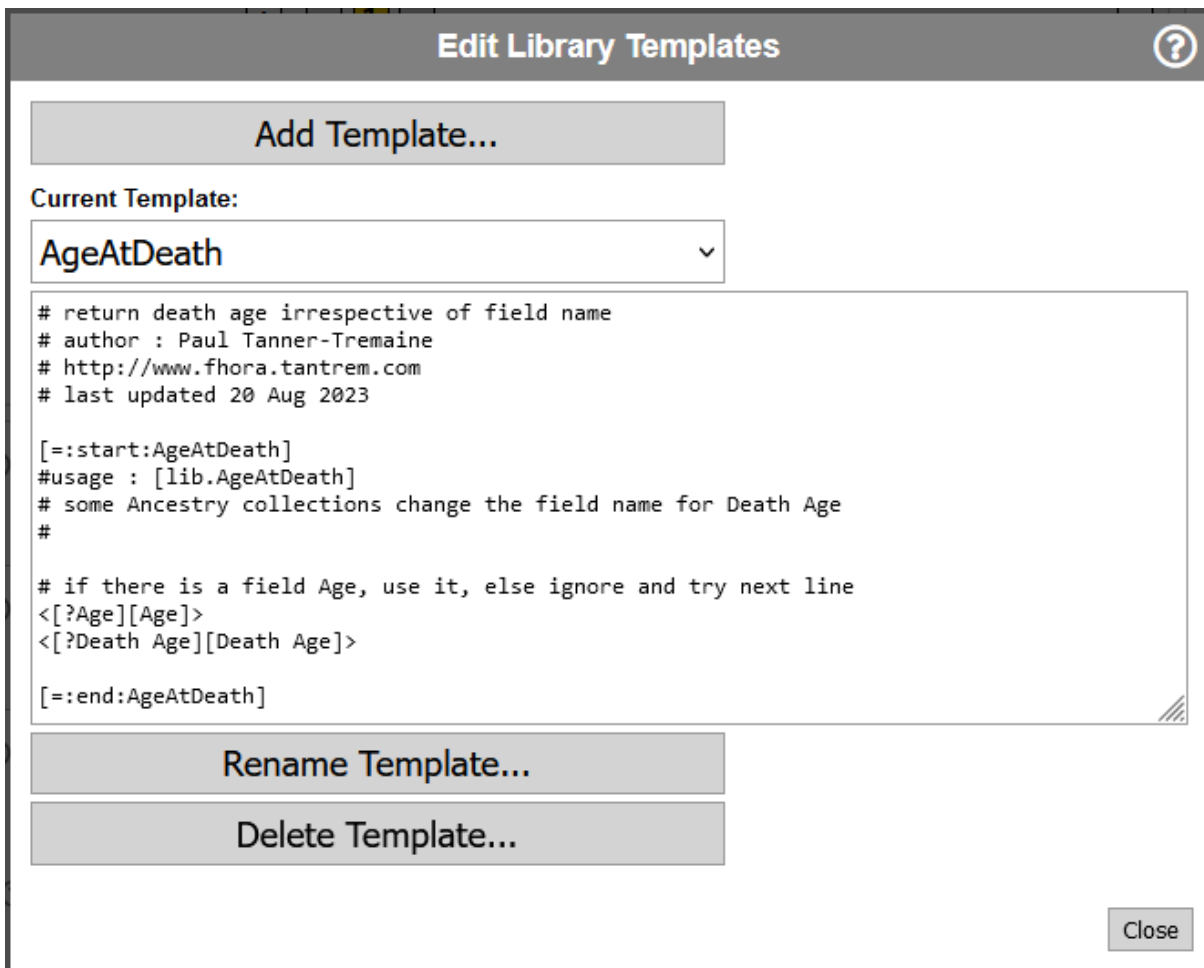 Edit Library Templates
Add Template...
Current Template:
AgeAtDeath
# return death age irrespective of field name
# author : Paul Tanner-Tremaine
# http://www.fhora.tantrem.com
# last updated 20 Aug 2023
[=:start:AgeAtDeath]
#usage : [lib.AgeAtDeath]
# some Ancestry collections change the field name for Death Age
#
# if there is a field Age, use it, else ignore and try next line
<[?Age][Age]>
<[?Death Age][Death Age]>
[=:end:AgeAtDeath]
Rename Template...
Delete Template...
Close